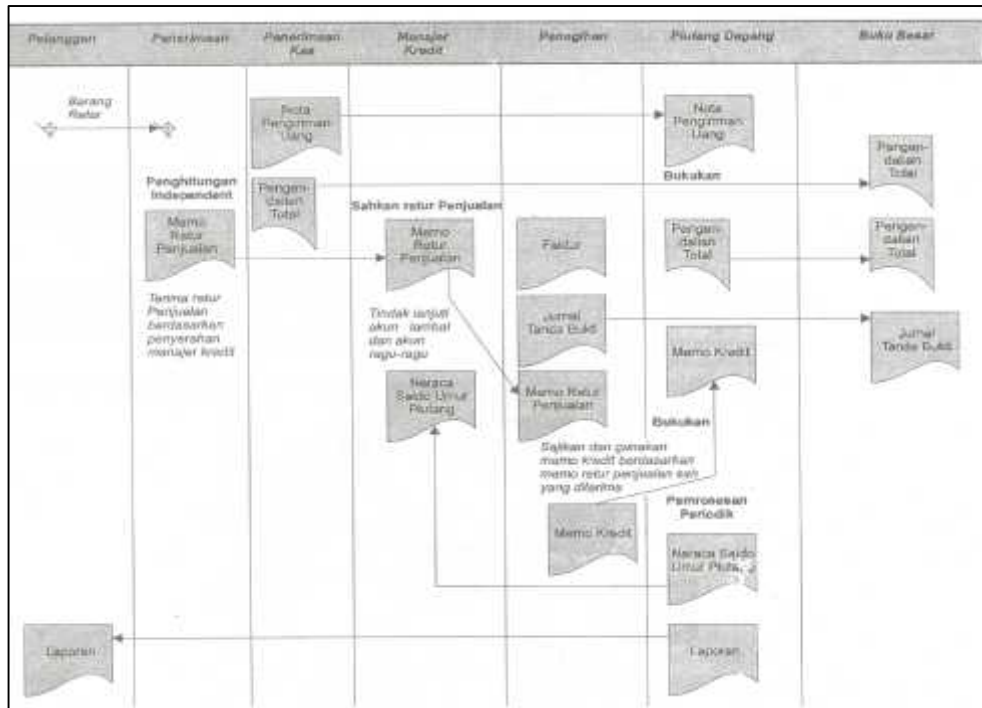 Pelanggan
Penerimaan
Penerimaan
Kas
Manajer
Kredit
Penagihan
Piutang Dagang
Buku Besar
Barang
Retur
Nota
Pengiriman
Uang
Nota
Pengiriman
Uang
Pengen-
dalian
Total
Bukukan
Penghitungan
Independent
Pengen-
dalian
Total
Sahkan retur Penjualan
Memo
Retur
Penjualan
Memo
Retur
Penjualan
Faktur
Pengen-
dalian
Total
Pengen-
dalian
Total
Terima retur
Penjualan
berdasarkan
penyerahan
manajer kredit
Tindak lanjuti
akun lambat
dan akun
ragu-ragu
Jurnal
Tanda Bukti
Jurnal
Tanda Bukti
Memo Kredit
Neraca
Saldo Umur
Piutang
Memo Retur
Penjualan
Bukukan
Sajikan dan gunakan
memo kredit berdasarkan
memo retur penjualan sah
yang diterima
Pemrosesan
Periodik
Memo Kredit
Neraca Saldo
Umur
Laporan
Laporan